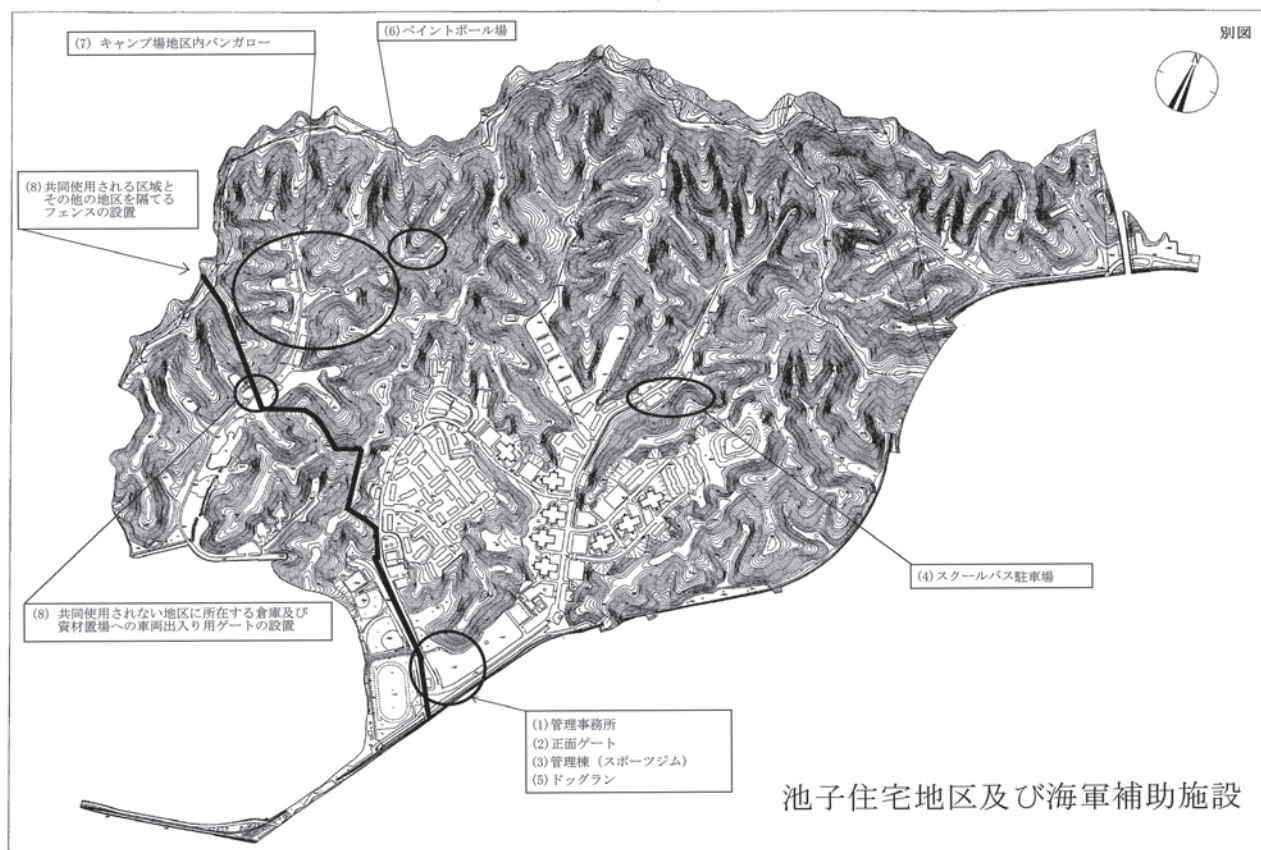 別図
N
(7) キャンプ場地区内バンガロー
(6)ペイントボール場
(8) 共同使用される区域と
その他の地区を隔てる
フェンスの設置
(4)スクールバス駐車場
(8) 共同使用されない地区に所在する倉庫及び
資材置場への車両出入り用ゲートの設置
(1)管理事務所
(2)正面ゲート
(3)管理棟（スポーツジム）
(5)ドッグラン
池子住宅地区及び海軍補助施設